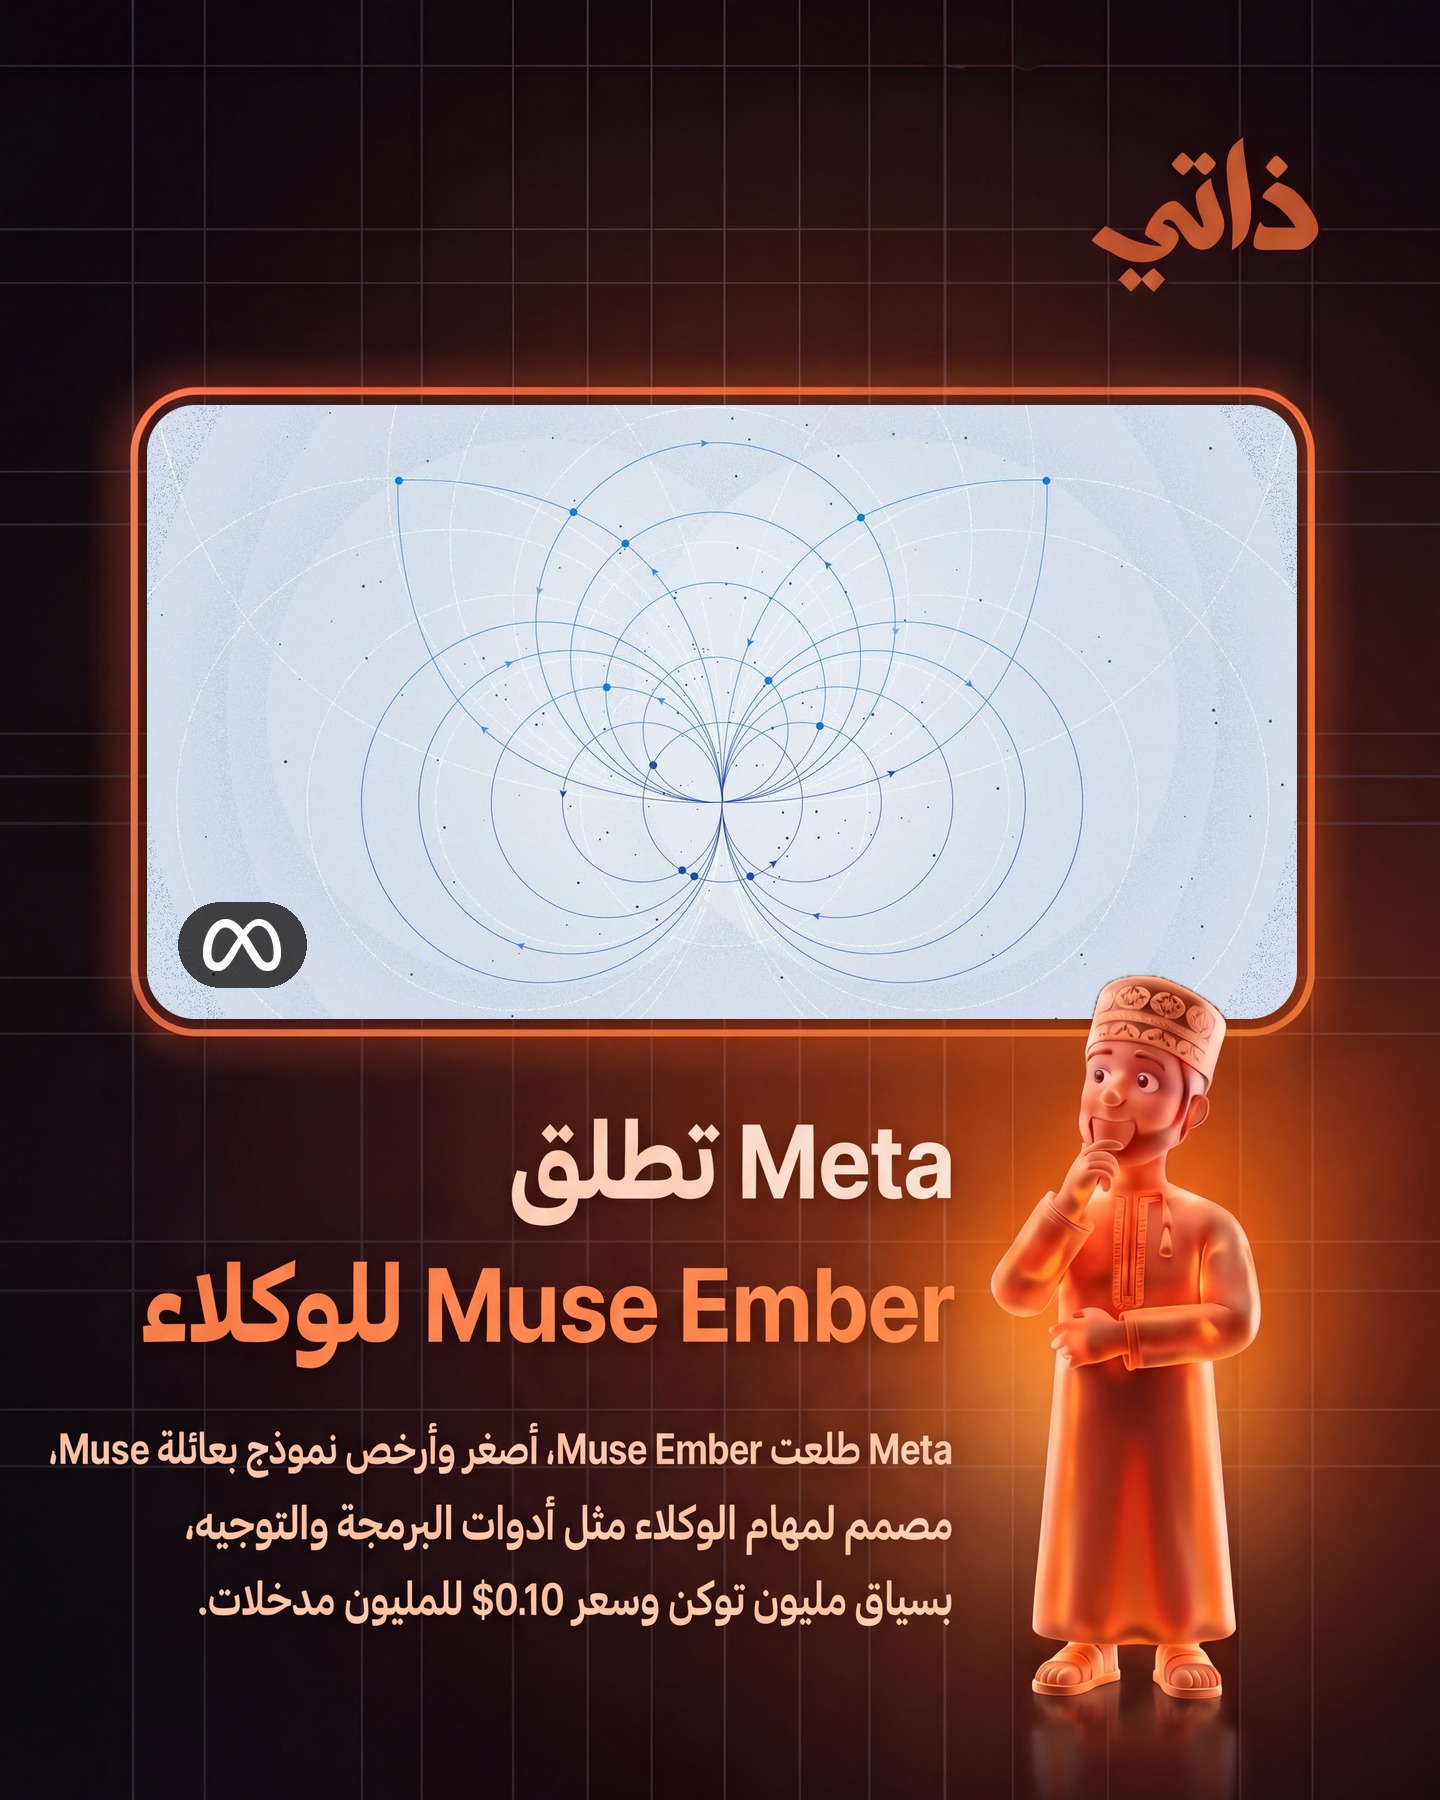 ذاتي
Meta تطلق
Muse Ember للوكلاء
Meta طلعت Muse Ember، أصغر وأرخص نموذج بعائلة Muse،
مصمم لمهام الوكلاء مثل أدوات البرمجة والتوجيه،
بسياق مليون توكن وسعر 0.10$ للمليون مدخلات.